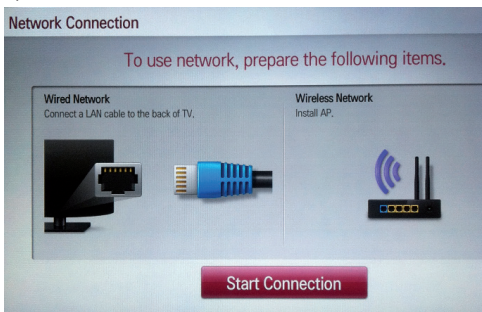 Network Connection
To use network, prepare the following items.
Wired Network
Connect a LAN cable to the back of TV.
Wireless Network
Install AP.
Start Connection